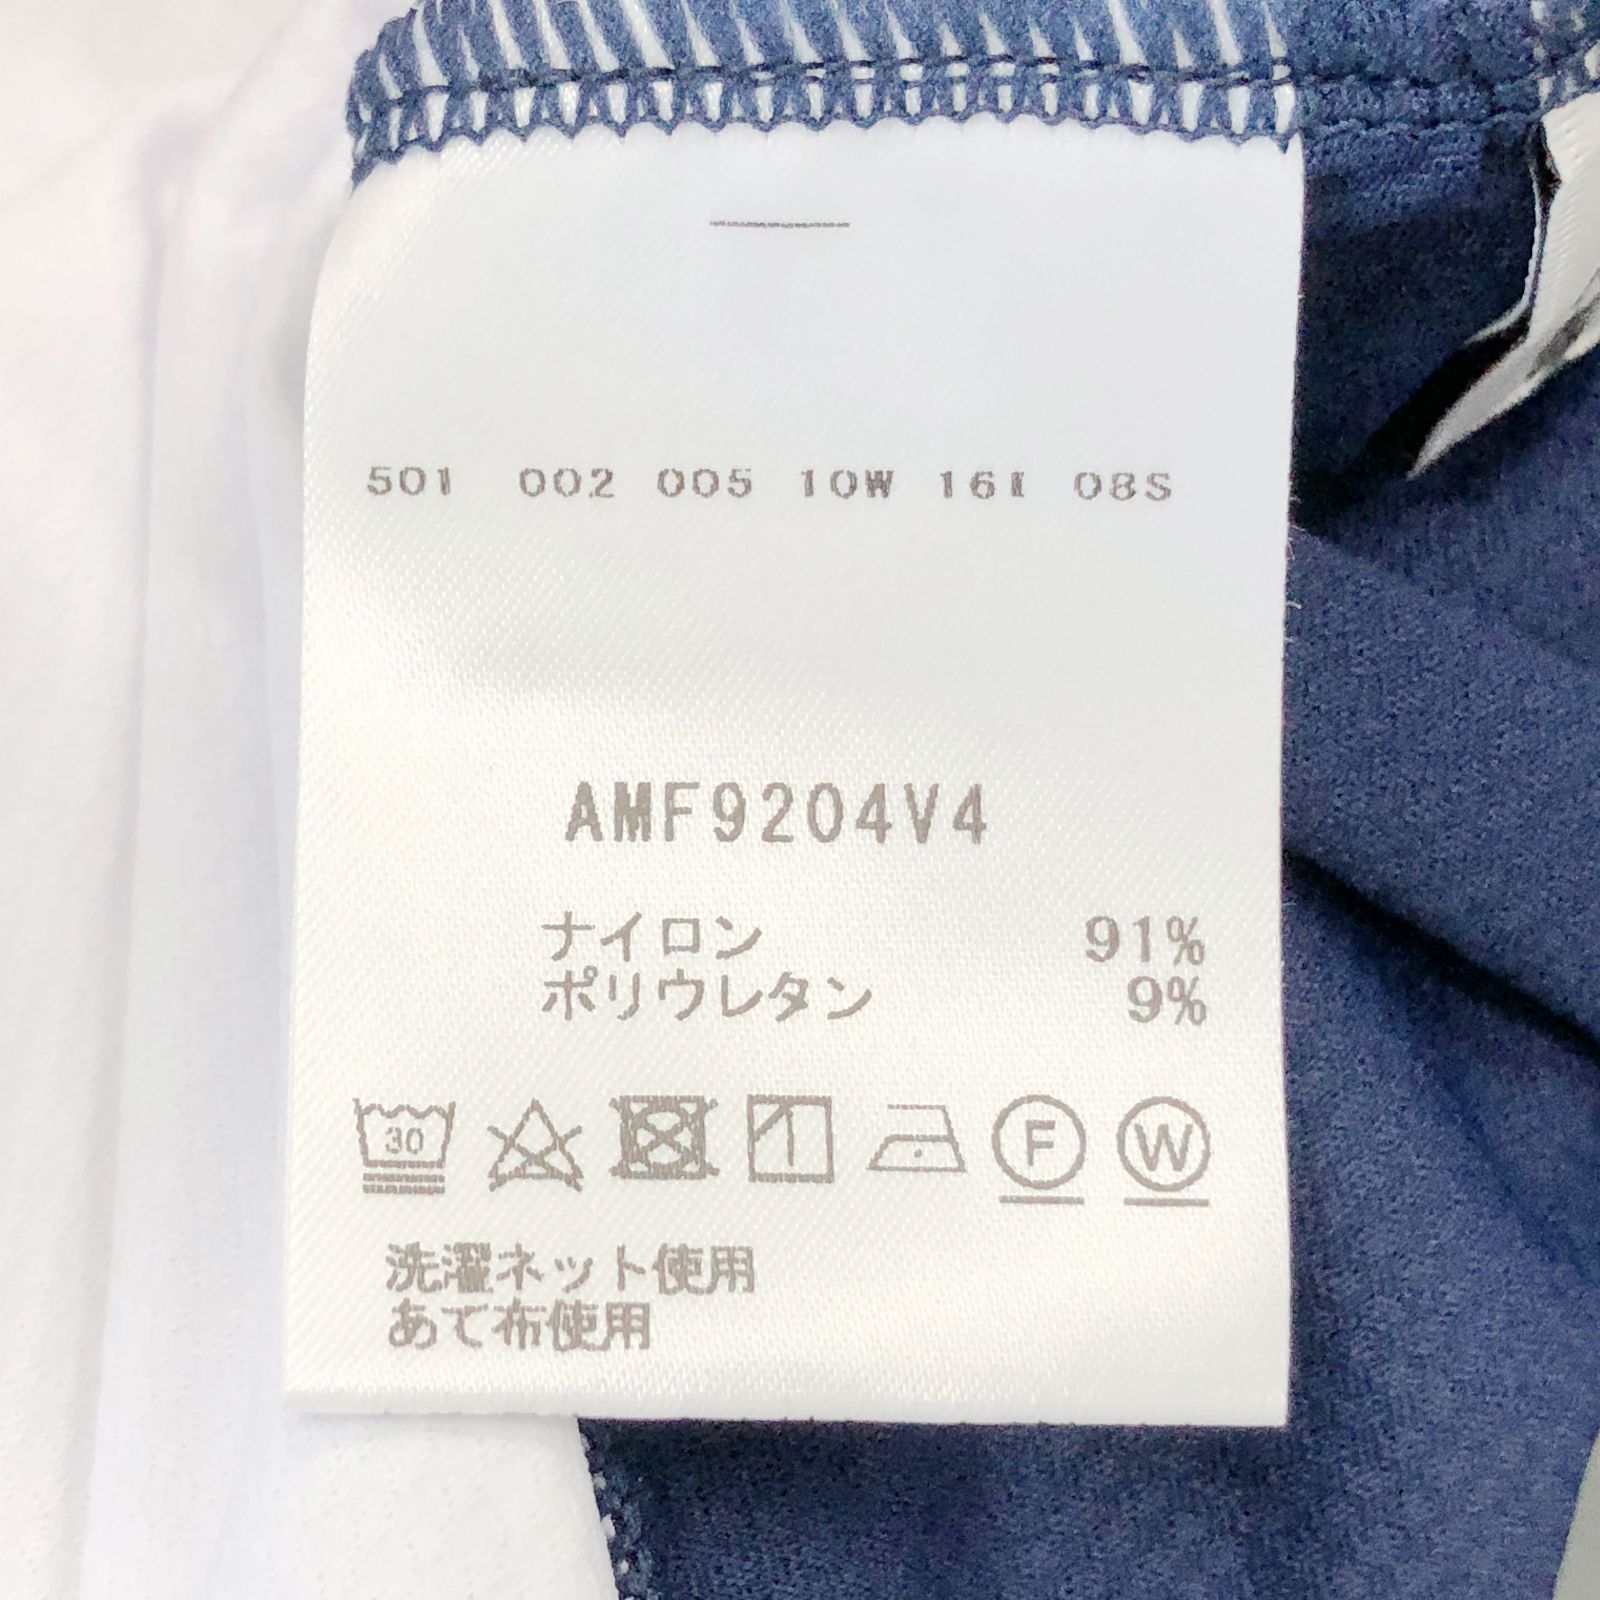 501 002 005 10W 16I 08S
AMF9204V4
ナイロン 91%
ポリウレタン 9%
30 F W
洗濯ネット使用
あて布使用